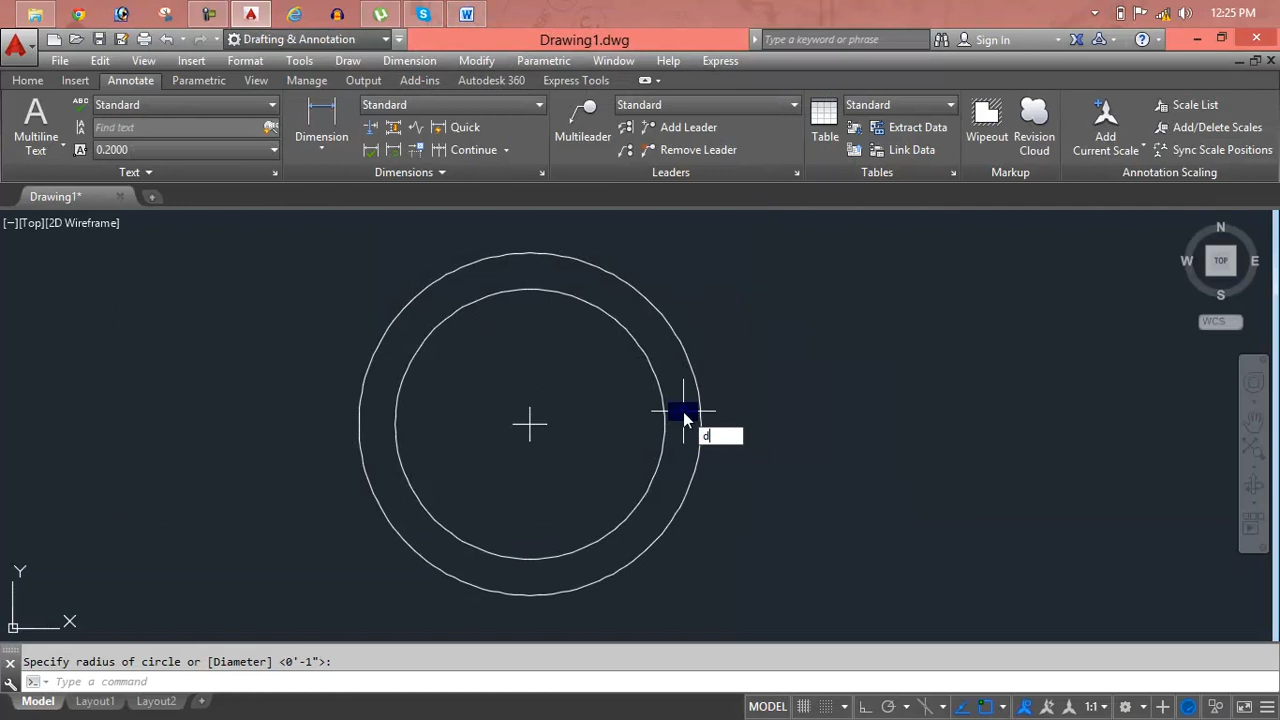 12:25 PM
Drafting & Annotation
Drawing1.dwg
Type a keyword or phrase
Sign In
File Edit View Insert Format Tools Draw Dimension Modify Parametric Window Help Express
Home Insert Annotate Parametric View Manage Output Add-ins Autodesk 360 Express Tools
Multiline Text
Standard
Find text
0.2000
Text
Dimension
Standard
Quick
Continue
Dimensions
Multileader
Standard
Add Leader
Remove Leader
Leaders
Table
Standard
Extract Data
Link Data
Tables
Wipeout
Revision Cloud
Markup
Add Current Scale
Scale List
Add/Delete Scales
Sync Scale Positions
Annotation Scaling
Drawing1*
[−][Top][2D Wireframe]
N
W
TOP
E
S
WCS
d
Y
X
Specify radius of circle or [Diameter] <0'-1">:
Type a command
Model Layout1 Layout2
MODEL
1:1